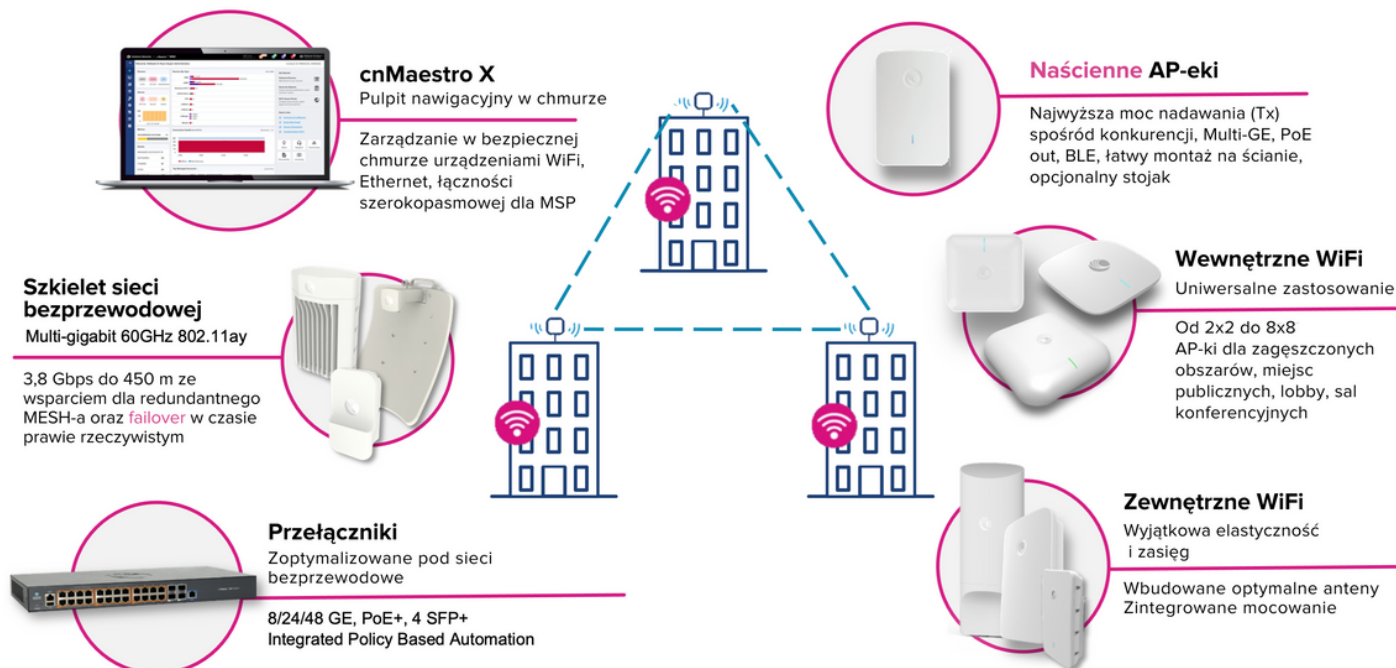 cnMaestro X
Pulpit nawigacyjny w chmurze
Zarządzanie w bezpiecznej
chmurze urządzeniami WiFi,
Ethernet, łączności
szerokopasmowej dla MSP
Naścienne AP-eki
Najwyższa moc nadawania (Tx)
spośród konkurencji, Multi-GE, PoE
out, BLE, łatwy montaż na ścianie,
opcjonalny stojak
Szkielet sieci
bezprzewodowej
Multi-gigabit 60GHz 802.11ay
3,8 Gbps do 450 m ze
wsparciem dla redundantnego
MESH-a oraz failover w czasie
prawie rzeczywistym
Wewnętrzne WiFi
Uniwersalne zastosowanie
Od 2x2 do 8x8
AP-ki dla zagęszczonych
obszarów, miejsc
publicznych, lobby, sal
konferencyjnych
Przełączniki
Zoptymalizowane pod sieci
bezprzewodowe
8/24/48 GE, PoE+, 4 SFP+
Integrated Policy Based Automation
Zewnętrzne WiFi
Wyjątkowa elastyczność
i zasięg
Wbudowane optymalne anteny
Zintegrowane mocowanie